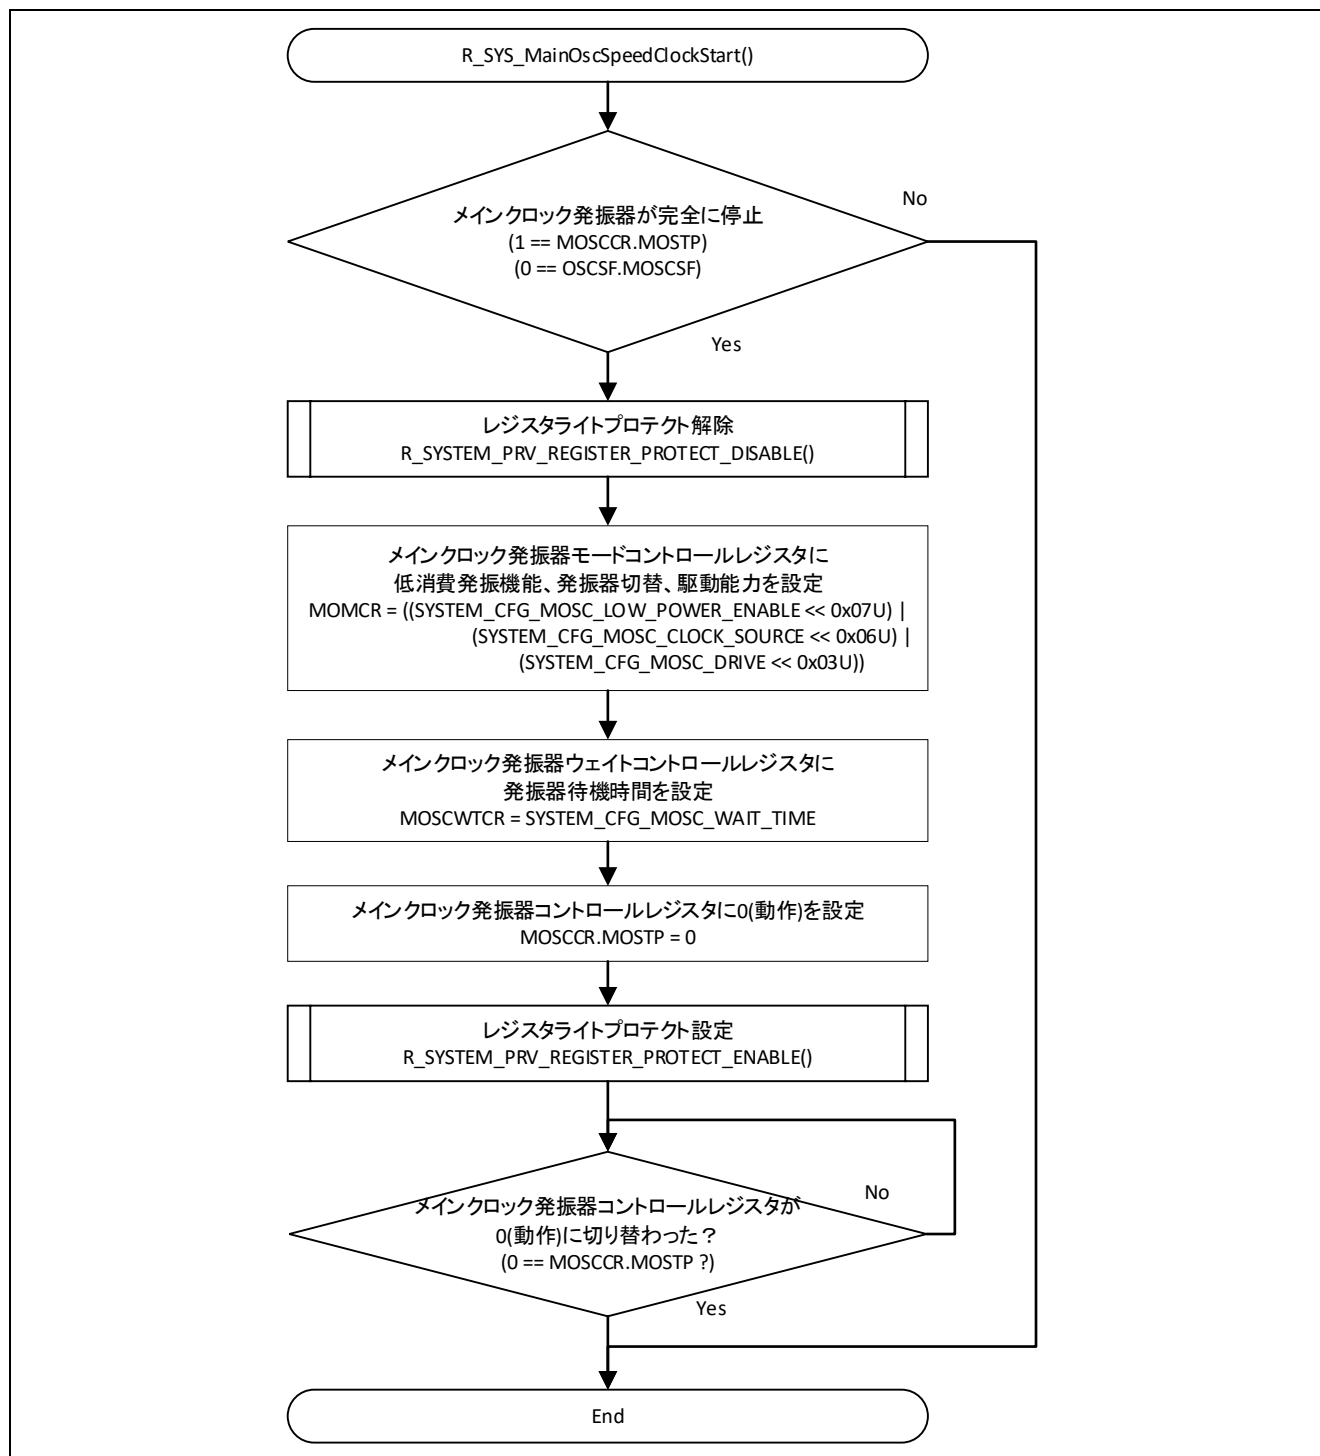 R_SYS_MainOscSpeedClockStart()
メインクロック発振器が完全に停止
(1 == MOSCCR.MOSTP)
(0 == OSCSF.MOSCSF)
No
Yes
レジスタライトプロテクト解除
R_SYSTEM_PRV_REGISTER_PROTECT_DISABLE()
メインクロック発振器モードコントロールレジスタに
低消費発振機能、発振器切替、駆動能力を設定
MOMCR = ((SYSTEM_CFG_MOSC_LOW_POWER_ENABLE << 0x07U) |
(SYSTEM_CFG_MOSC_CLOCK_SOURCE << 0x06U) |
(SYSTEM_CFG_MOSC_DRIVE << 0x03U))
メインクロック発振器ウェイトコントロールレジスタに
発振器待機時間を設定
MOSCWTCR = SYSTEM_CFG_MOSC_WAIT_TIME
メインクロック発振器コントロールレジスタに0(動作)を設定
MOSCCR.MOSTP = 0
レジスタライトプロテクト設定
R_SYSTEM_PRV_REGISTER_PROTECT_ENABLE()
メインクロック発振器コントロールレジスタが
0(動作)に切り替わった?
(0 == MOSCCR.MOSTP ?)
No
Yes
End